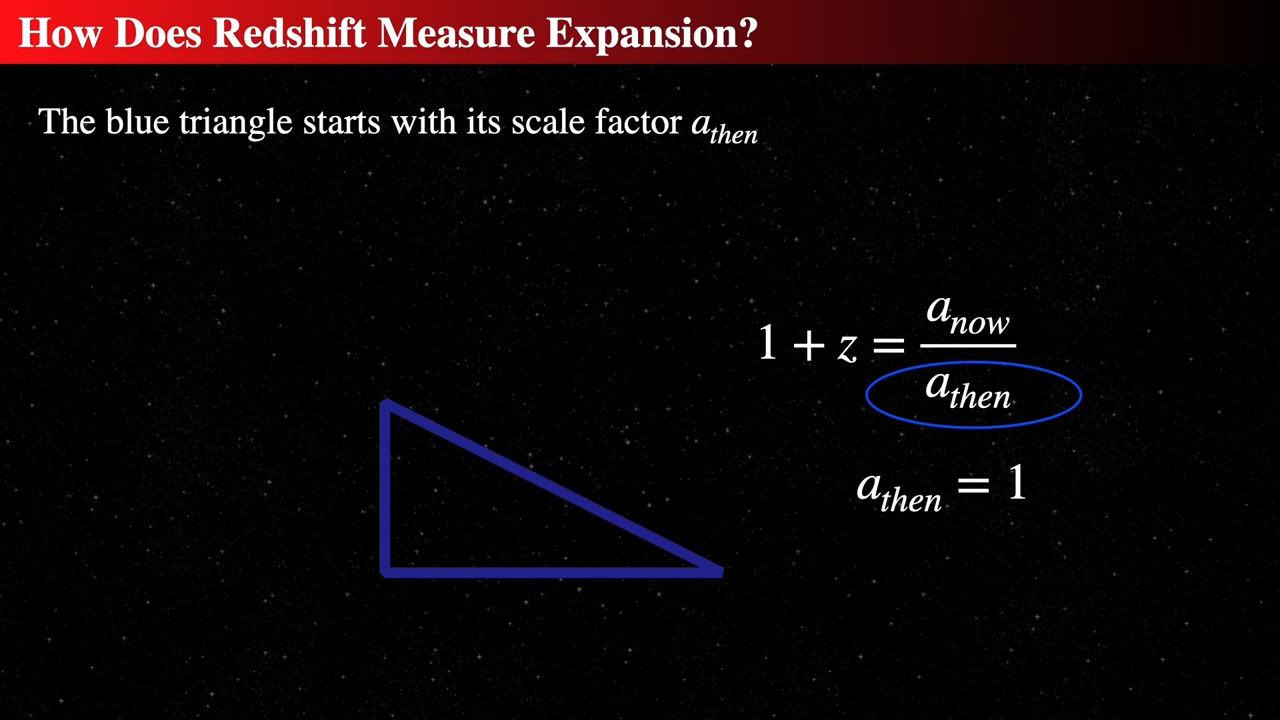 How Does Redshift Measure Expansion?
The blue triangle starts with its scale factor a_then
1 + z = a_now / a_then
a_then = 1